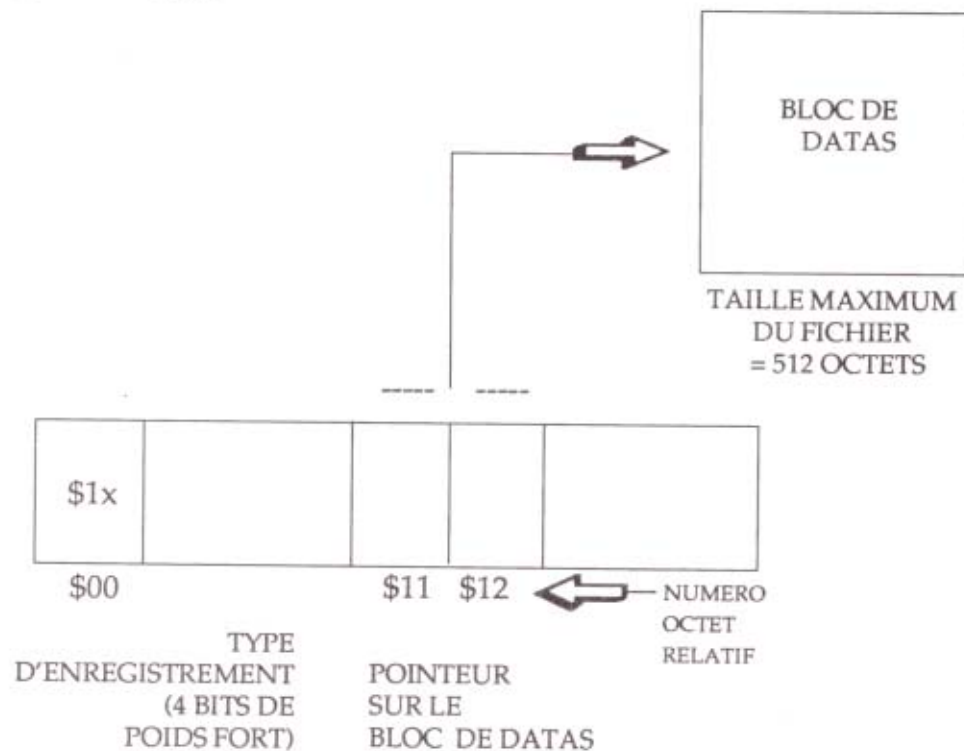 BLOC DE
DATAS
TAILLE MAXIMUM
DU FICHIER
= 512 OCTETS
$1x
$00
$11
$12
NUMERO
OCTET
RELATIF
TYPE
D'ENREGISTREMENT
(4 BITS DE
POIDS FORT)
POINTEUR
SUR LE
BLOC DE DATAS